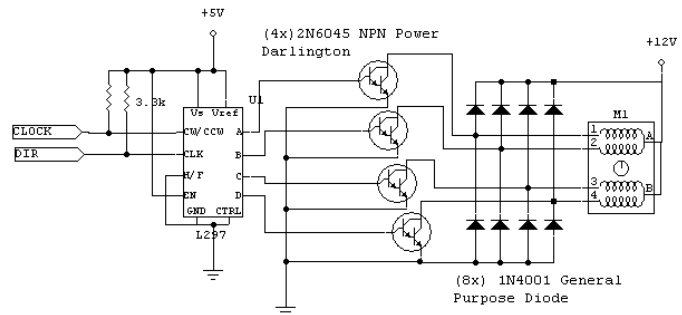 +5V
(4x)2N6045 NPN Power
Darlington
+12V
U1
3.3k
Vs Vref
M1
CLOCK
CW/CCW A
1
A
2
DIR
CLK B
H/F C
3
B
EN D
4
GND CTRL
L297
(8x) 1N4001 General
Purpose Diode